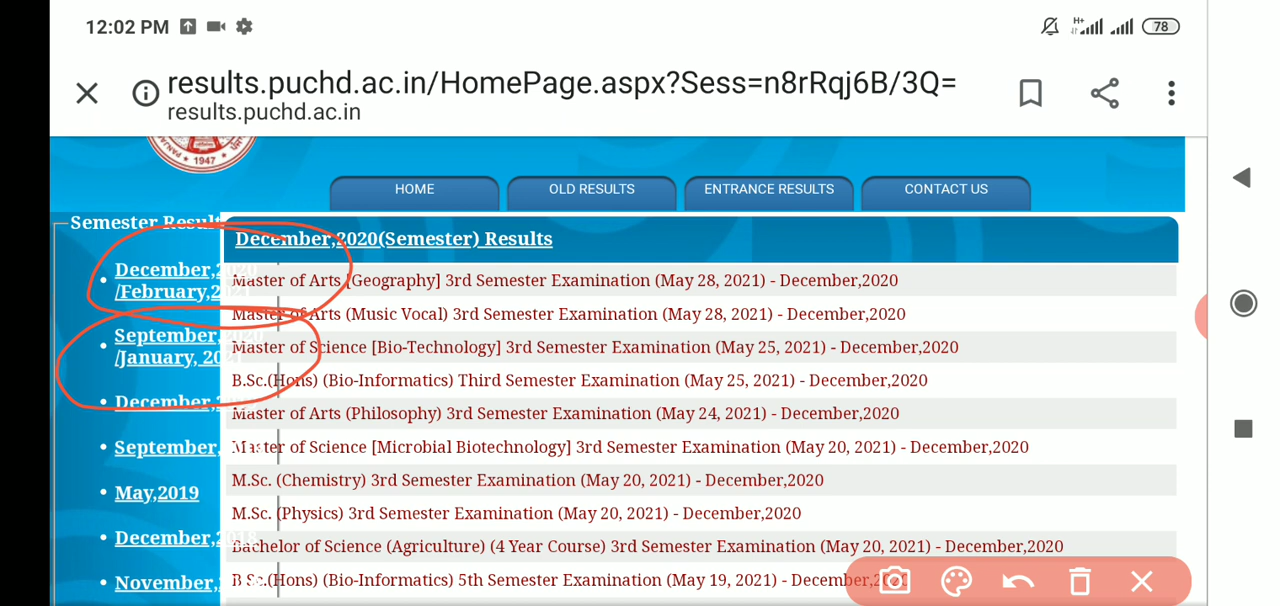 12:02 PM
H+
78
results.puchd.ac.in/HomePage.aspx?Sess=n8rRqj6B/3Q=
results.puchd.ac.in
1947
HOME
OLD RESULTS
ENTRANCE RESULTS
CONTACT US
Semester Result
December,2020
/February,2021
September,2020
/January, 2021
December,
September,
May,2019
December,2018
November,
December,2020(Semester) Results
Master of Arts [Geography] 3rd Semester Examination (May 28, 2021) - December,2020
Master of Arts (Music Vocal) 3rd Semester Examination (May 28, 2021) - December,2020
Master of Science [Bio-Technology] 3rd Semester Examination (May 25, 2021) - December,2020
B.Sc.(Hons) (Bio-Informatics) Third Semester Examination (May 25, 2021) - December,2020
Master of Arts (Philosophy) 3rd Semester Examination (May 24, 2021) - December,2020
Master of Science [Microbial Biotechnology] 3rd Semester Examination (May 20, 2021) - December,2020
M.Sc. (Chemistry) 3rd Semester Examination (May 20, 2021) - December,2020
M.Sc. (Physics) 3rd Semester Examination (May 20, 2021) - December,2020
Bachelor of Science (Agriculture) (4 Year Course) 3rd Semester Examination (May 20, 2021) - December,2020
B.Sc.(Hons) (Bio-Informatics) 5th Semester Examination (May 19, 2021) - December,2020